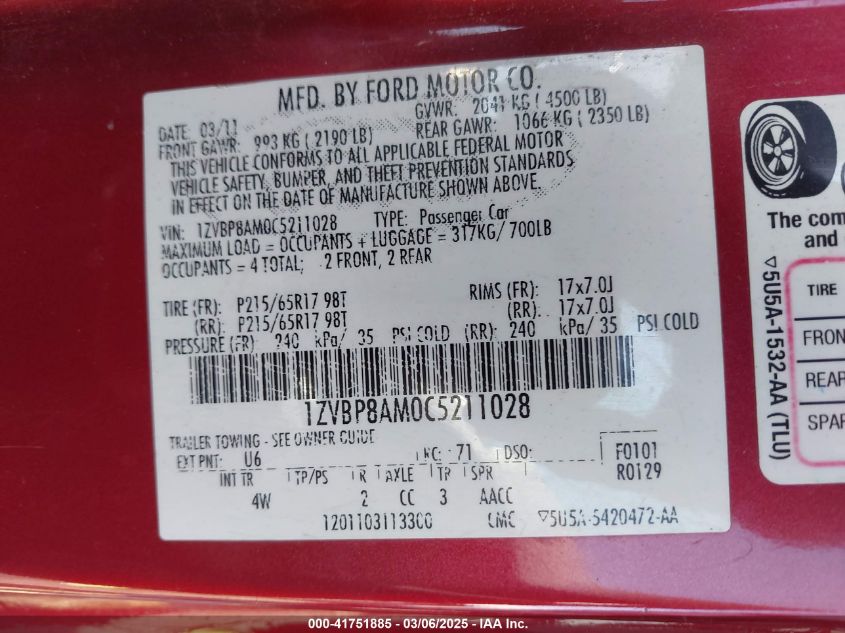 MFD. BY FORD MOTOR CO.
DATE: 03/11 GVWR: 2041 KG (4500 LB)
FRONT GAWR: 993 KG (2190 LB) REAR GAWR: 1066 KG (2350 LB)
THIS VEHICLE CONFORMS TO ALL APPLICABLE FEDERAL MOTOR
VEHICLE SAFETY, BUMPER, AND THEFT PREVENTION STANDARDS
IN EFFECT ON THE DATE OF MANUFACTURE SHOWN ABOVE.
VIN: 1ZVBP8AM0C5211028 TYPE: Passenger Car
MAXIMUM LOAD = OCCUPANTS + LUGGAGE = 317KG/ 700LB
OCCUPANTS = 4 TOTAL; 2 FRONT, 2 REAR
TIRE (FR): P215/65R17 98T RIMS (FR): 17x7.0J
(RR): P215/65R17 98T (RR): 17x7.0J
PRESSURE (FR): 240 kPa/ 35 PSI COLD (RR): 240 kPa/ 35 PSI COLD
1ZVBP8AM0C5211028
TRAILER TOWING - SEE OWNER GUIDE
EXT PNT: U6 RC: 71 DSO: F0101
R0129
INT TR TP/PS R AXLE TR SPR
4W 2 CC 3 AACC
1201103113300 CMC ▽5U5A-5420472-AA
The com
and
▽5U5A-1532-AA (TLU)
TIRE
FRON
REAR
SPAR
000-41751885 - 03/06/2025 - IAA Inc.